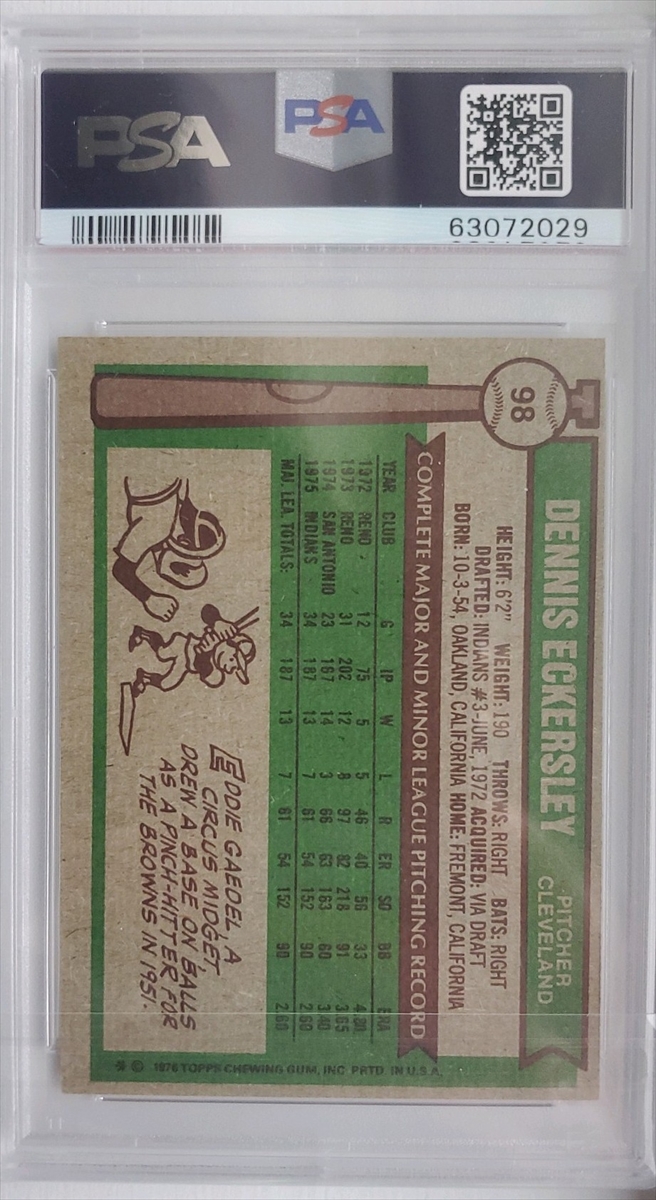 PSA
PSA
63072029
98
DENNIS ECKERSLEY
PITCHER
CLEVELAND
HEIGHT: 6'2" WEIGHT: 190 THROWS: RIGHT BATS: RIGHT
DRAFTED: INDIANS #3-JUNE, 1972 ACQUIRED: VIA DRAFT
BORN: 10-3-54, OAKLAND, CALIFORNIA HOME: FREMONT, CALIFORNIA
COMPLETE MAJOR AND MINOR LEAGUE PITCHING RECORD
YEAR CLUB G IP W L R ER SO BB ERA
1972 RENO 12 75 5 5 46 40 56 33 4.80
1973 RENO 31 202 12 8 97 82 218 91 3.65
1974 SAN ANTONIO 23 167 14 3 66 63 163 60 3.40
1975 INDIANS 34 187 13 7 61 54 152 90 2.60
MAJ. LEA. TOTALS: 34 187 13 7 61 54 152 90 2.60
EDDIE GAEDEL, A
CIRCUS MIDGET,
DREW A BASE ON BALLS
AS A PINCH-HITTER FOR
THE BROWNS IN 1951.
* © 1976 TOPPS CHEWING GUM, INC. PRTD. IN U.S.A.